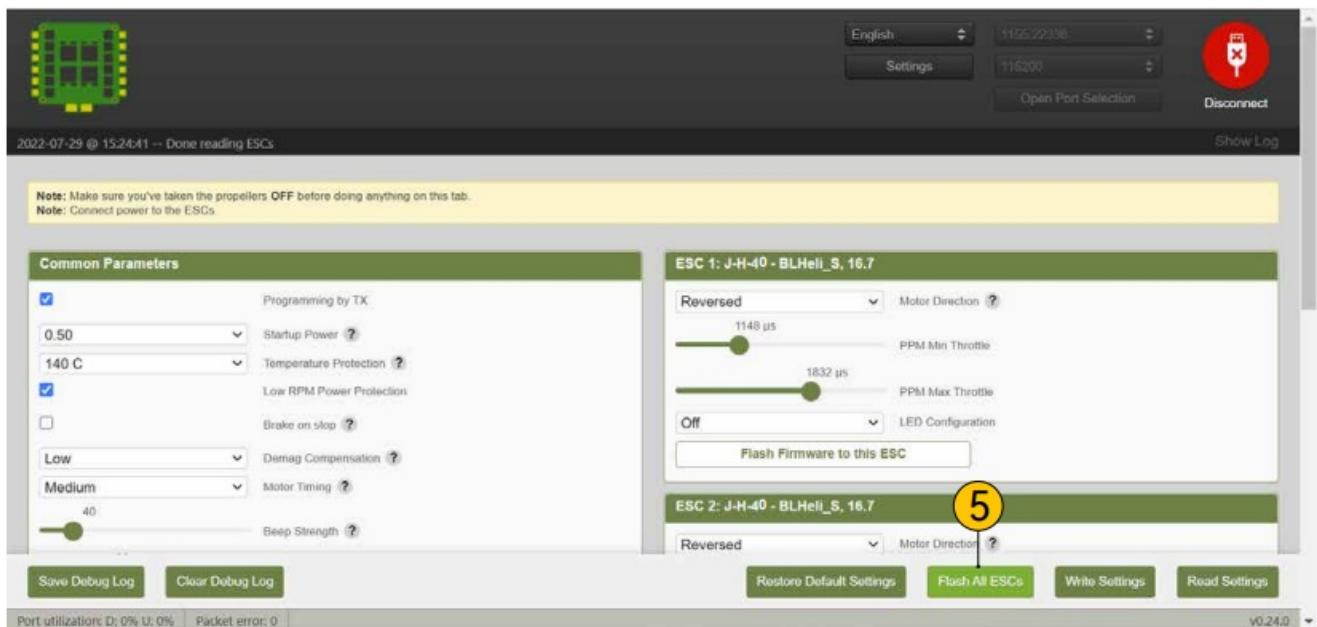 English
1155:22336
Settings
115200
Open Port Selection
Disconnect
2022-07-29 @ 15:24:41 -- Done reading ESCs
Show Log
Note: Make sure you've taken the propellers OFF before doing anything on this tab.
Note: Connect power to the ESCs
Common Parameters
Programming by TX
0.50
Startup Power ?
140 C
Temperature Protection ?
Low RPM Power Protection
Brake on stop ?
Low
Demag Compensation ?
Medium
Motor Timing ?
40
Beep Strength ?
ESC 1: J-H-40 - BLHeli_S, 16.7
Reversed
Motor Direction ?
1148 µs
PPM Min Throttle
1832 µs
PPM Max Throttle
Off
LED Configuration
Flash Firmware to this ESC
ESC 2: J-H-40 - BLHeli_S, 16.7
5
Reversed
Motor Direction ?
Save Debug Log
Clear Debug Log
Restore Default Settings
Flash All ESCs
Write Settings
Read Settings
Port utilization: D: 0% U: 0%
Packet error: 0
v0.24.0